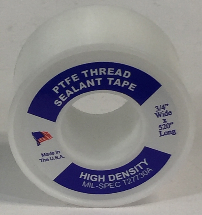 PTFE THREAD
SEALANT TAPE
3/4"
Wide
x
520"
Long
Made in
The U.S.A.
HIGH DENSITY
MIL-SPEC T27730A